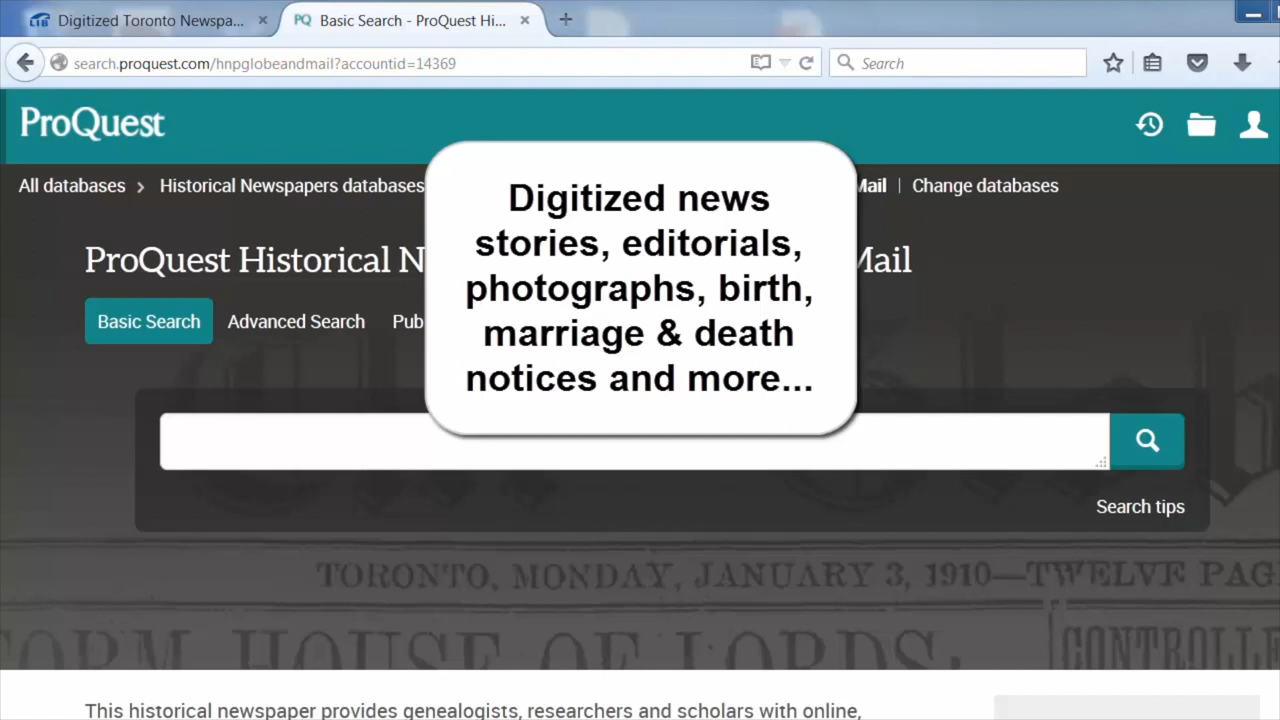 Digitized Toronto Newspa...
PQ Basic Search - ProQuest Hi...
search.proquest.com/hnpglobeandmail?accountid=14369
Search
ProQuest
All databases > Historical Newspapers databases
Mail | Change databases
Digitized news
stories, editorials,
photographs, birth,
marriage & death
notices and more...
ProQuest Historical N
Mail
Basic Search
Advanced Search
Pub
Search tips
TORONTO, MONDAY, JANUARY 3, 1910—TWELVE PAG
ORM HOUSE OF LORDS.
CONTROLLE
This historical newspaper provides genealogists, researchers and scholars with online,